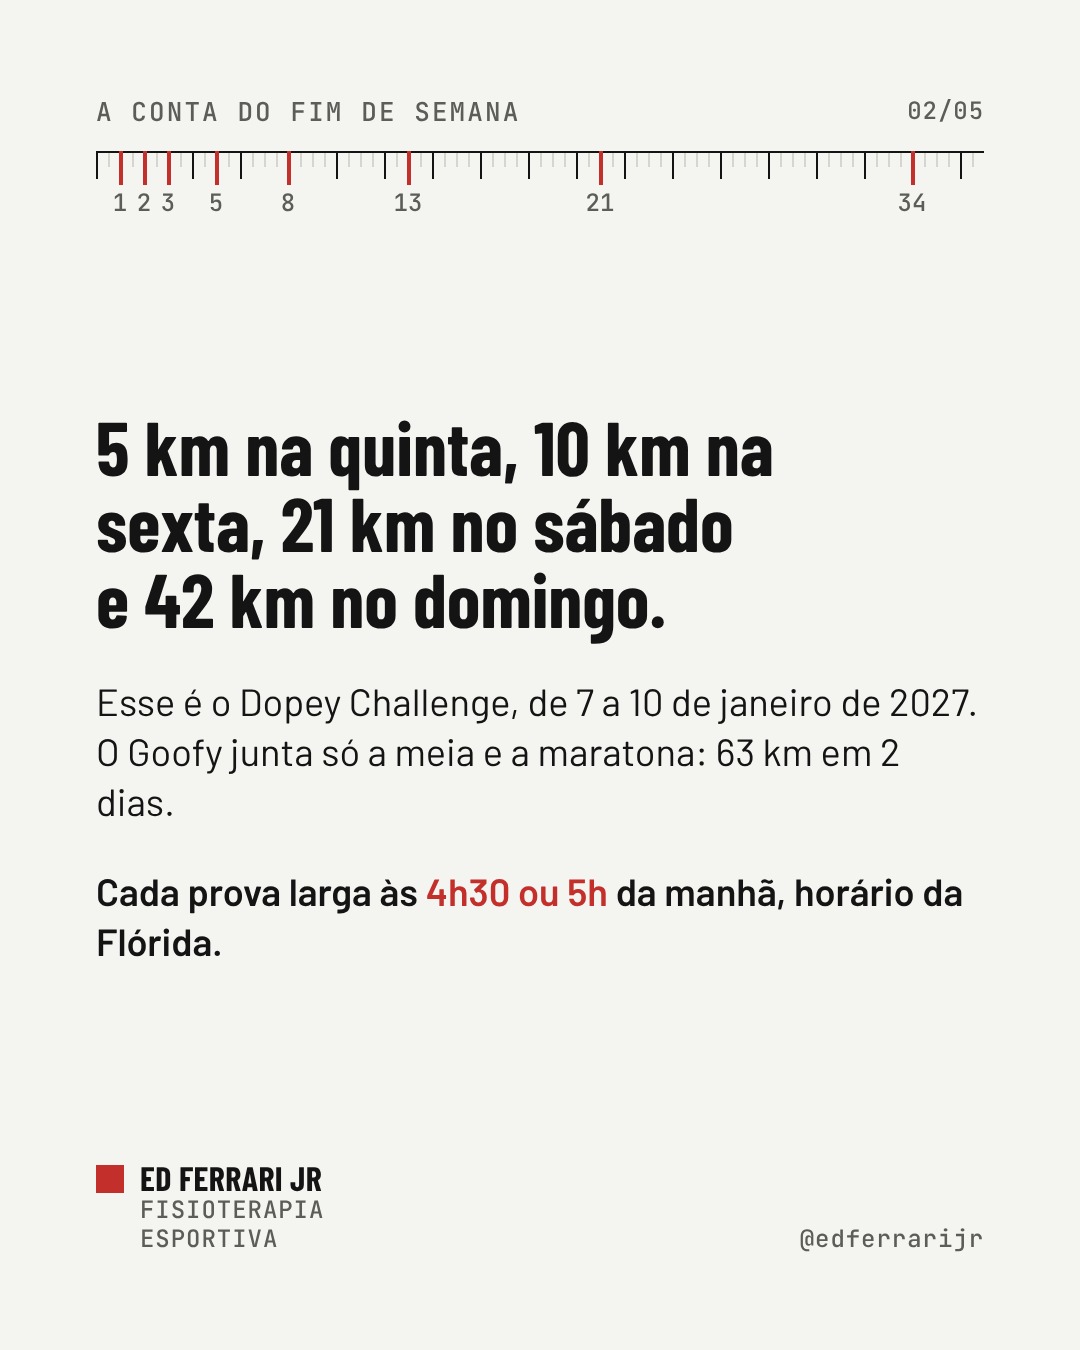 A CONTA DO FIM DE SEMANA
02/05
1 2 3 5 8 13 21 34
5 km na quinta, 10 km na
sexta, 21 km no sábado
e 42 km no domingo.
Esse é o Dopey Challenge, de 7 a 10 de janeiro de 2027.
O Goofy junta só a meia e a maratona: 63 km em 2
dias.
Cada prova larga às 4h30 ou 5h da manhã, horário da
Flórida.
ED FERRARI JR
FISIOTERAPIA
ESPORTIVA
@edferrarijr